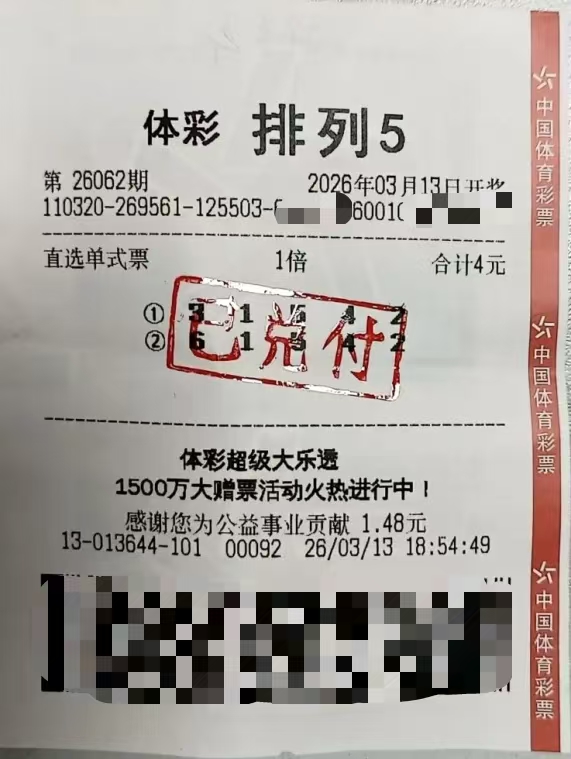 体彩 排列5
第 26062期 2026年03月13日开奖
110320-269561-125503- 60010
直选单式票 1倍 合计4元
① 3 1 5 4 2
② 6 1 5 4 2
已兑付
体彩超级大乐透
1500万大赠票活动火热进行中！
感谢您为公益事业贡献 1.48元
13-013644-101 00092 26/03/13 18:54:49
中国体育彩票
中国体育彩票
中国体育彩票